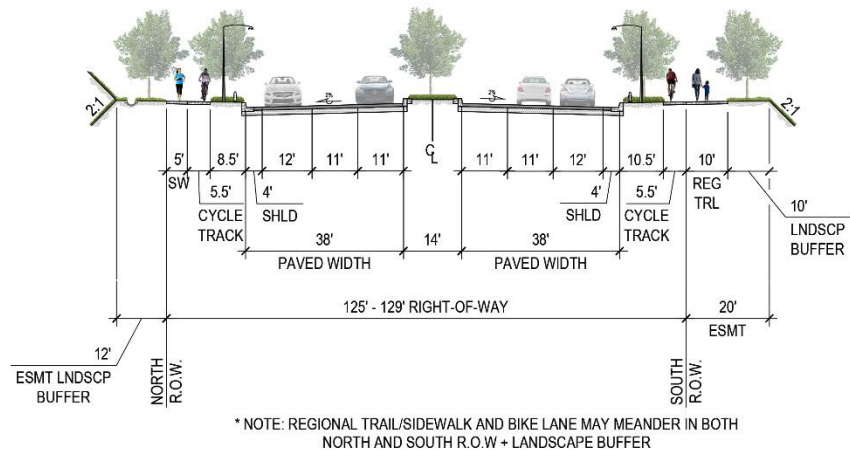 2:1
2%
2%
2:1
C L
5' 8.5' 12' 11' 11' 11' 11' 12' 10.5' 10'
SW REG
TRL
5.5' 4' 4' 5.5' 10'
CYCLE SHLD SHLD CYCLE LNDSCP
TRACK TRACK BUFFER
38' 14' 38'
PAVED WIDTH PAVED WIDTH
125' - 129' RIGHT-OF-WAY 20'
ESMT
12'
ESMT LNDSCP
BUFFER
NORTH
R.O.W.
SOUTH
R.O.W.
* NOTE: REGIONAL TRAIL/SIDEWALK AND BIKE LANE MAY MEANDER IN BOTH
NORTH AND SOUTH R.O.W + LANDSCAPE BUFFER